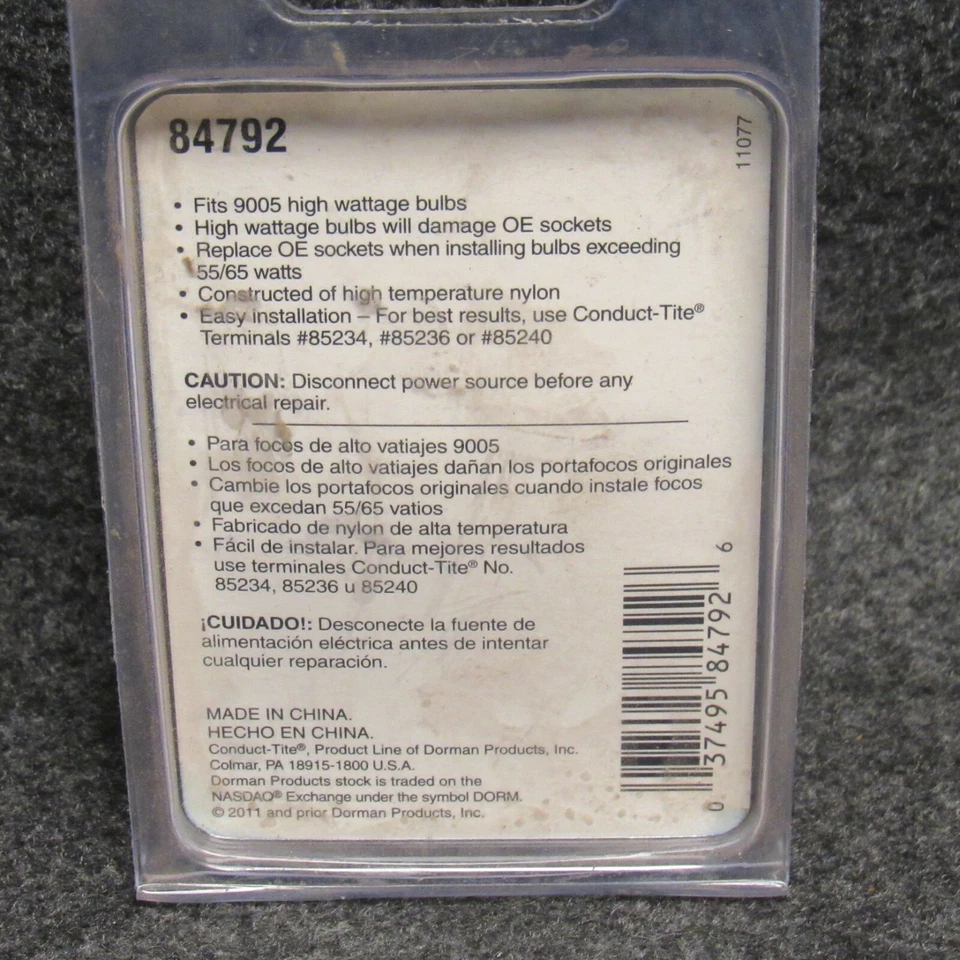 84792
11077
• Fits 9005 high wattage bulbs
• High wattage bulbs will damage OE sockets
• Replace OE sockets when installing bulbs exceeding
55/65 watts
• Constructed of high temperature nylon
• Easy installation – For best results, use Conduct-Tite®
Terminals #85234, #85236 or #85240
CAUTION: Disconnect power source before any
electrical repair.
• Para focos de alto vatiajes 9005
• Los focos de alto vatiajes dañan los portafocos originales
• Cambie los portafocos originales cuando instale focos
que excedan 55/65 vatios
• Fabricado de nylon de alta temperatura
• Fácil de instalar. Para mejores resultados
use terminales Conduct-Tite® No.
85234, 85236 u 85240
¡CUIDADO!: Desconecte la fuente de
alimentación eléctrica antes de intentar
cualquier reparación.
MADE IN CHINA.
HECHO EN CHINA.
Conduct-Tite®, Product Line of Dorman Products, Inc.
Colmar, PA 18915-1800 U.S.A.
Dorman Products stock is traded on the
NASDAQ® Exchange under the symbol DORM.
© 2011 and prior Dorman Products, Inc.
0 37495 84792 6